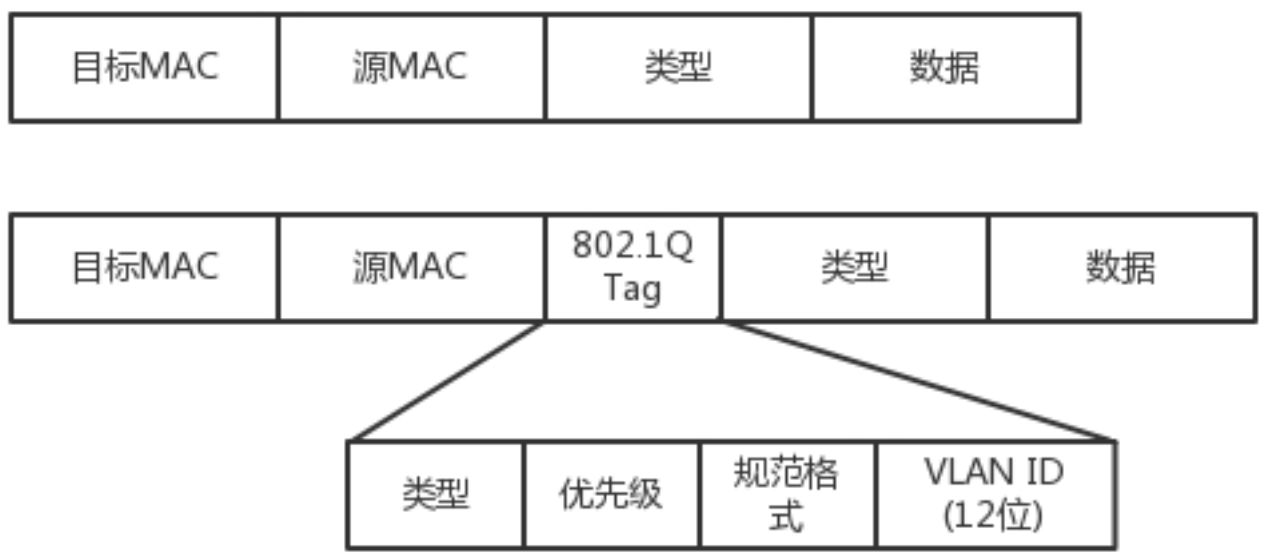 目标MAC 源MAC 类型 数据
目标MAC 源MAC 802.1Q 类型 数据
Tag
类型 优先级 规范格 VLAN ID
式 (12位)